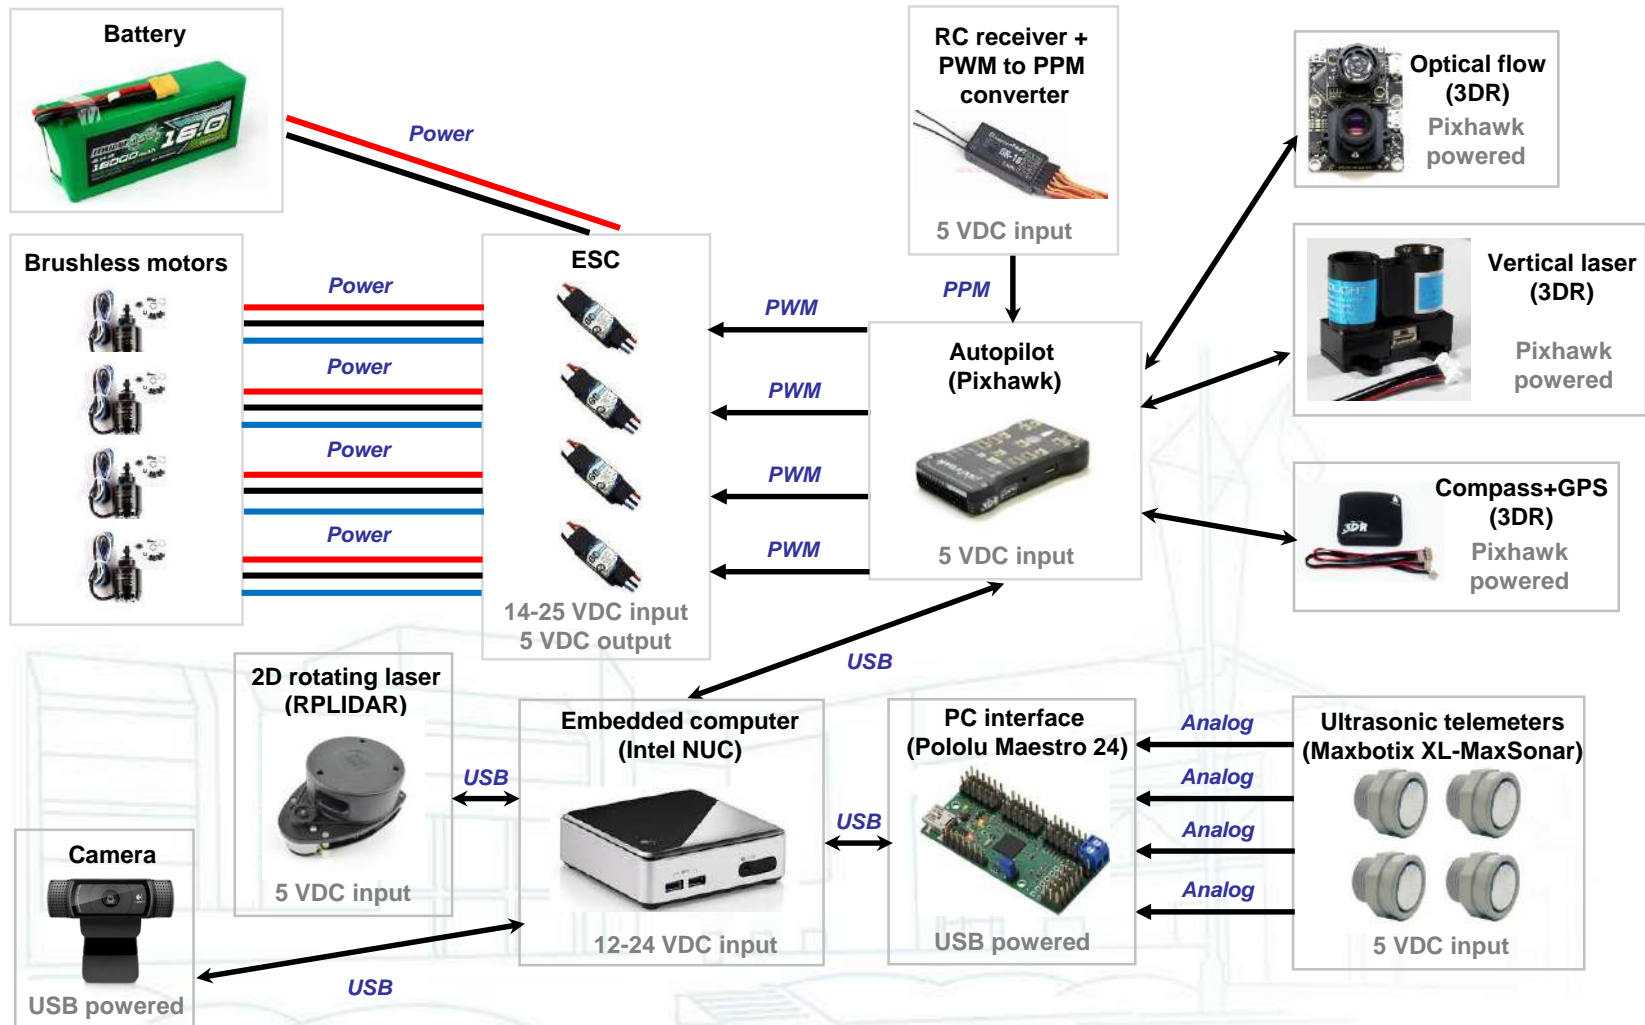 Battery
16.0
16000mAh
Power
RC receiver +
PWM to PPM
converter
5 VDC input
PPM
Optical flow
(3DR)
Pixhawk
powered
Brushless motors
Power
Power
Power
Power
ESC
14-25 VDC input
5 VDC output
PWM
PWM
PWM
PWM
Autopilot
(Pixhawk)
5 VDC input
Vertical laser
(3DR)
Pixhawk
powered
Compass+GPS
(3DR)
3DR
Pixhawk
powered
USB
2D rotating laser
(RPLIDAR)
5 VDC input
USB
Embedded computer
(Intel NUC)
12-24 VDC input
USB
PC interface
(Pololu Maestro 24)
USB powered
Analog
Analog
Analog
Analog
Ultrasonic telemeters
(Maxbotix XL-MaxSonar)
5 VDC input
Camera
USB powered
USB